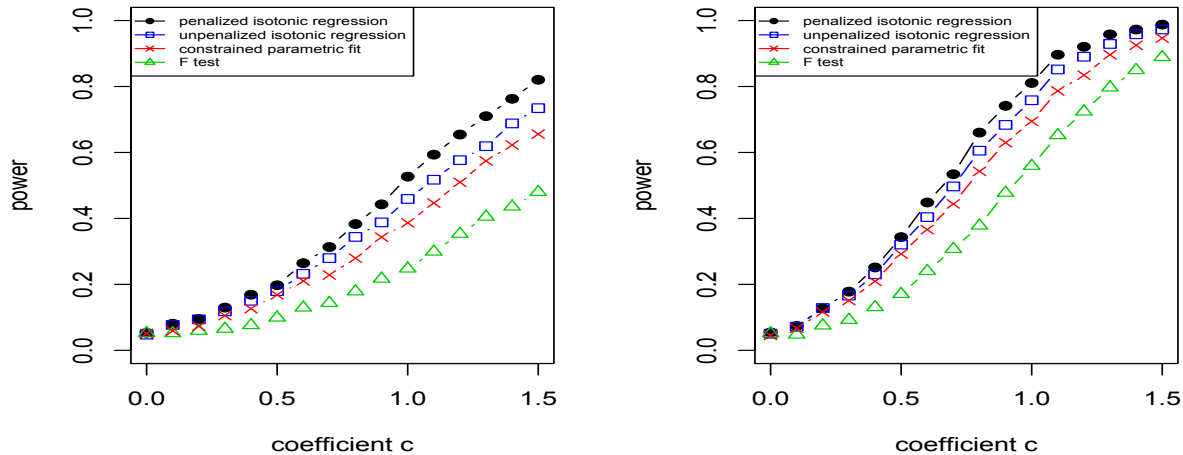 penalized isotonic regression
unpenalized isotonic regression
constrained parametric fit
F test
power
0.0
0.2
0.4
0.6
0.8
1.0
0.0
0.5
1.0
1.5
coefficient c
penalized isotonic regression
unpenalized isotonic regression
constrained parametric fit
F test
power
0.0
0.2
0.4
0.6
0.8
1.0
0.0
0.5
1.0
1.5
coefficient c